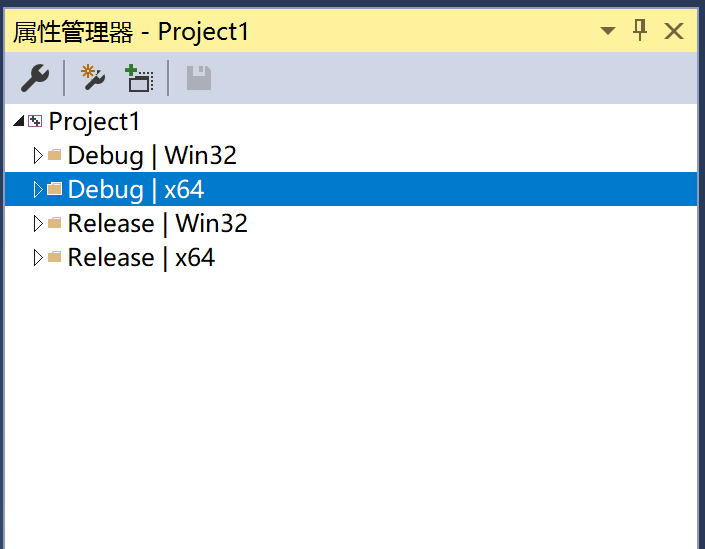 属性管理器 - Project1
Project1
Debug | Win32
Debug | x64
Release | Win32
Release | x64